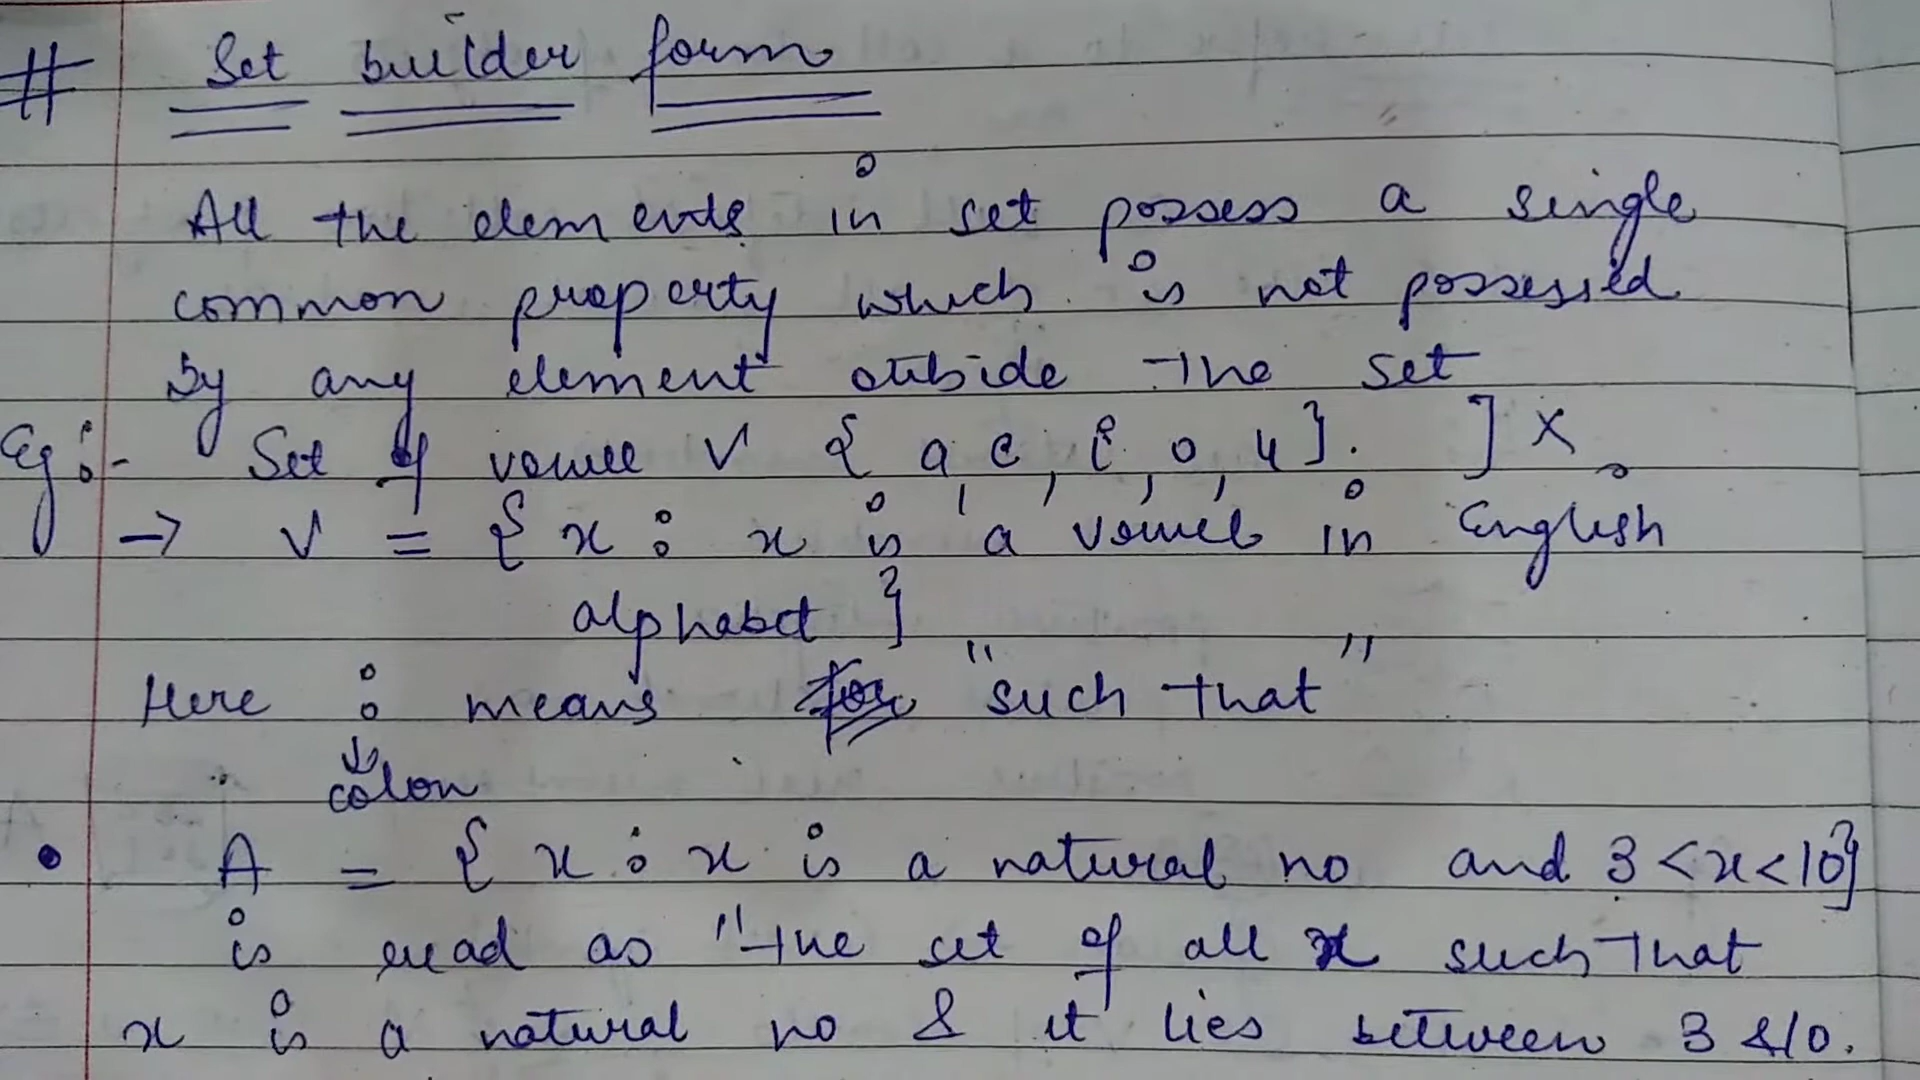 # Set builder form
All the elements in set possess a single
common property which is not possessed
by any element outside the set
Eg:- Set of vowel V { a, e, i, o, u }. ] x
→ V = { x : x is a vowel in English
alphabet }
Here : means "such that"
↓
colon
• A = { x : x is a natural no and 3 < x < 10 }
is read as "the set of all x such that
x is a natural no & it lies between 3 & 10.